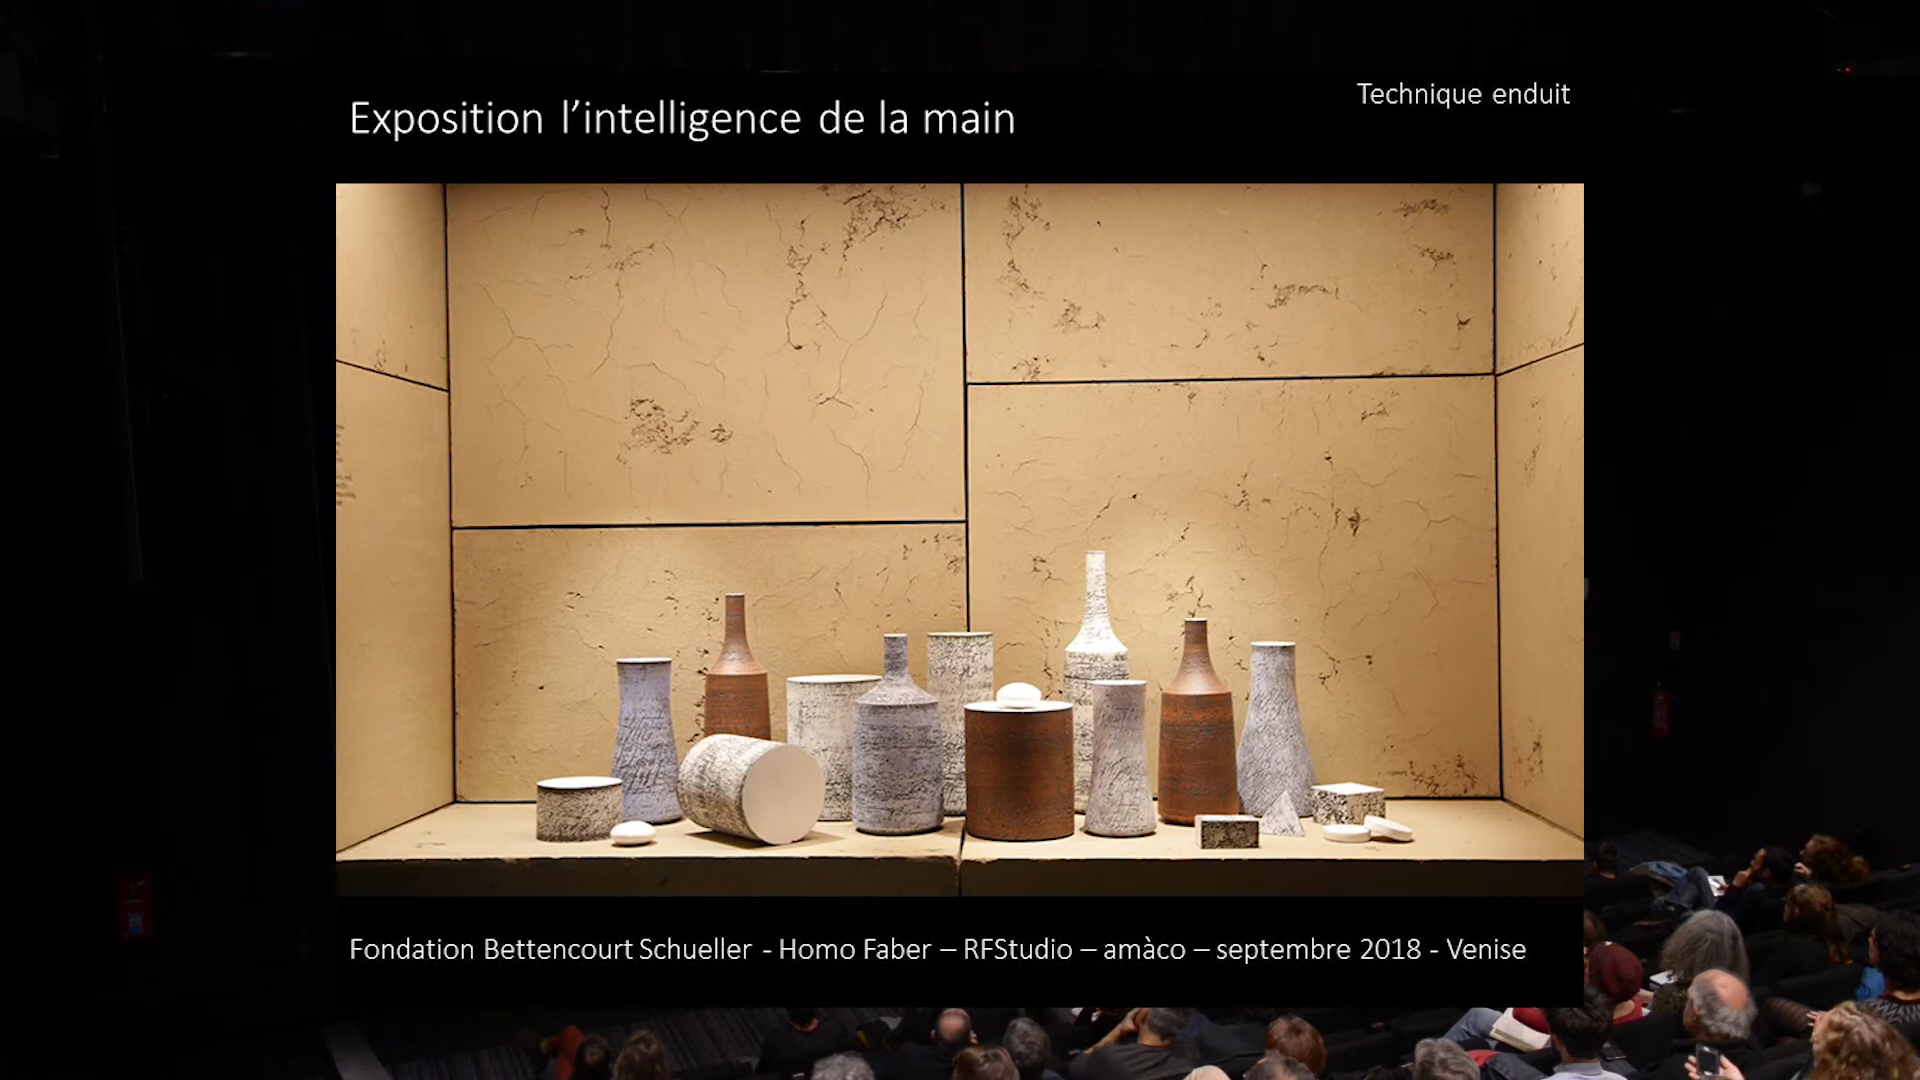 Exposition l’intelligence de la main
Technique enduit
Fondation Bettencourt Schueller - Homo Faber – RFStudio – amàco – septembre 2018 - Venise